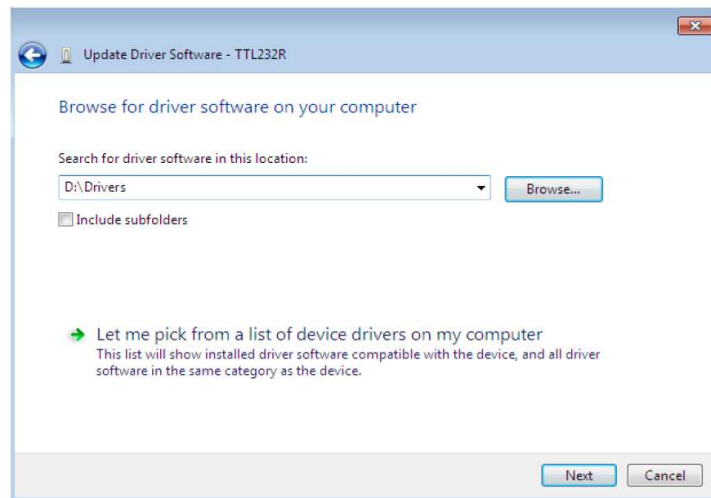 Update Driver Software - TTL232R
Browse for driver software on your computer
Search for driver software in this location:
D:\Drivers
Browse...
Include subfolders
Let me pick from a list of device drivers on my computer
This list will show installed driver software compatible with the device, and all driver
software in the same category as the device.
Next
Cancel